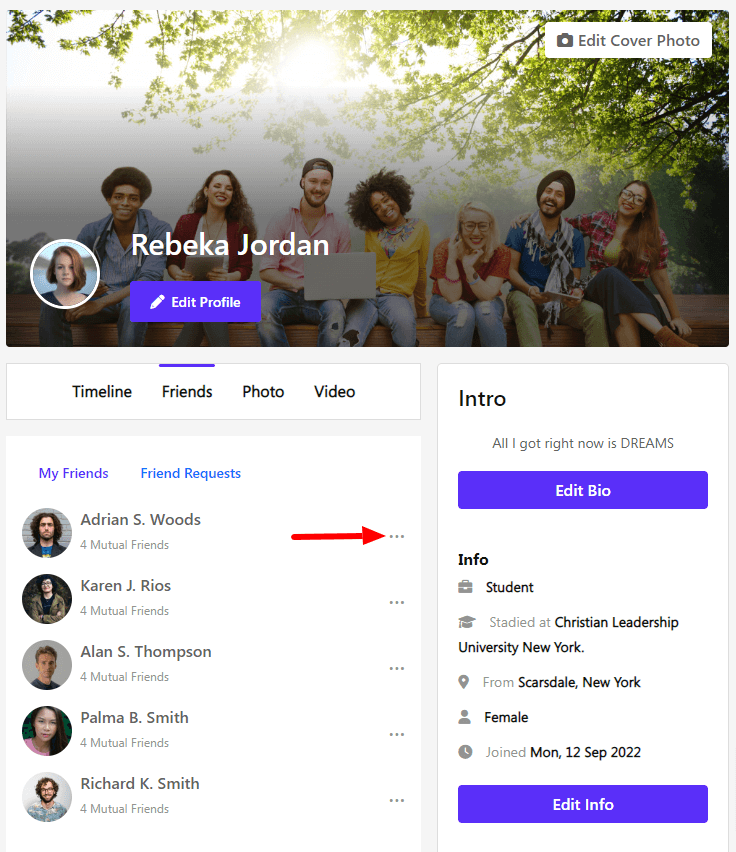 Edit Cover Photo
Rebeka Jordan
Edit Profile
Timeline Friends Photo Video
My Friends Friend Requests
Adrian S. Woods
4 Mutual Friends
Karen J. Rios
4 Mutual Friends
Alan S. Thompson
4 Mutual Friends
Palma B. Smith
4 Mutual Friends
Richard K. Smith
4 Mutual Friends
Intro
All I got right now is DREAMS
Edit Bio
Info
Student
Stadied at Christian Leadership
University New York.
From Scarsdale, New York
Female
Joined Mon, 12 Sep 2022
Edit Info